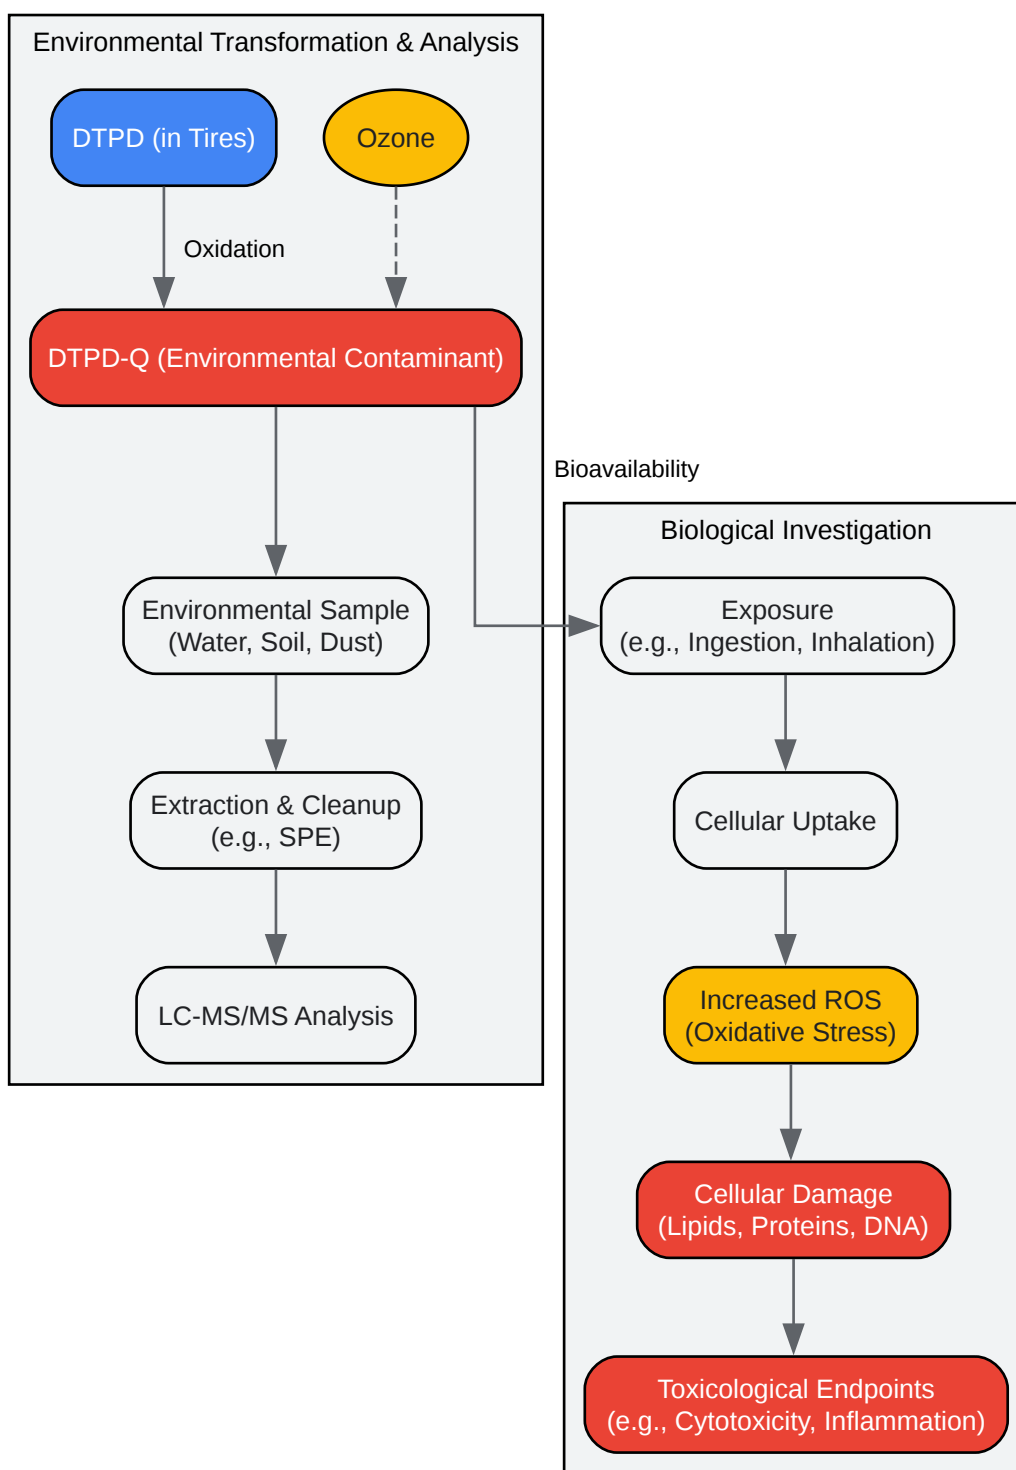 Environmental Transformation & Analysis
DTPD (in Tires)
Ozone
Oxidation
DTPD-Q (Environmental Contaminant)
Environmental Sample
(Water, Soil, Dust)
Extraction & Cleanup
(e.g., SPE)
LC-MS/MS Analysis
Bioavailability
Biological Investigation
Exposure
(e.g., Ingestion, Inhalation)
Cellular Uptake
Increased ROS
(Oxidative Stress)
Cellular Damage
(Lipids, Proteins, DNA)
Toxicological Endpoints
(e.g., Cytotoxicity, Inflammation)